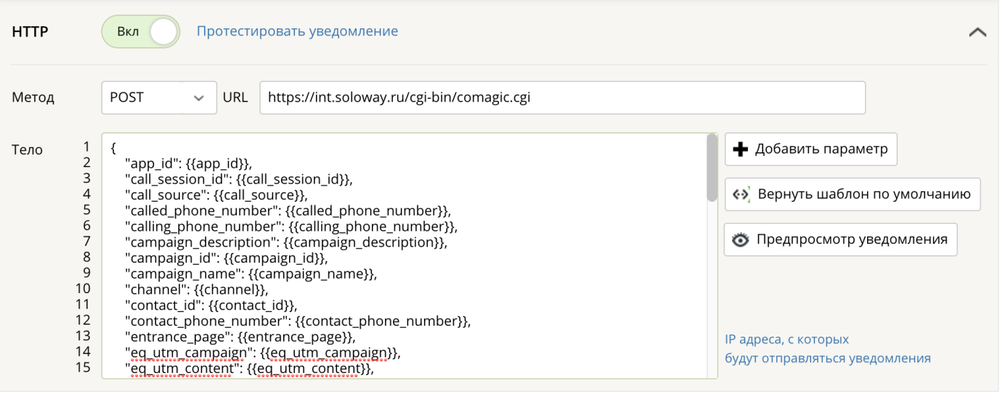 HTTP Вкл Протестировать уведомление
Метод POST URL https://int.soloway.ru/cgi-bin/comagic.cgi
Тело
1 {
2 "app_id": {{app_id}},
3 "call_session_id": {{call_session_id}},
4 "call_source": {{call_source}},
5 "called_phone_number": {{called_phone_number}},
6 "calling_phone_number": {{calling_phone_number}},
7 "campaign_description": {{campaign_description}},
8 "campaign_id": {{campaign_id}},
9 "campaign_name": {{campaign_name}},
10 "channel": {{channel}},
11 "contact_id": {{contact_id}},
12 "contact_phone_number": {{contact_phone_number}},
13 "entrance_page": {{entrance_page}},
14 "eq_utm_campaign": {{eq_utm_campaign}},
15 "eq_utm_content": {{eq_utm_content}},
Добавить параметр
Вернуть шаблон по умолчанию
Предпросмотр уведомления
IP адреса, с которых
будут отправляться уведомления